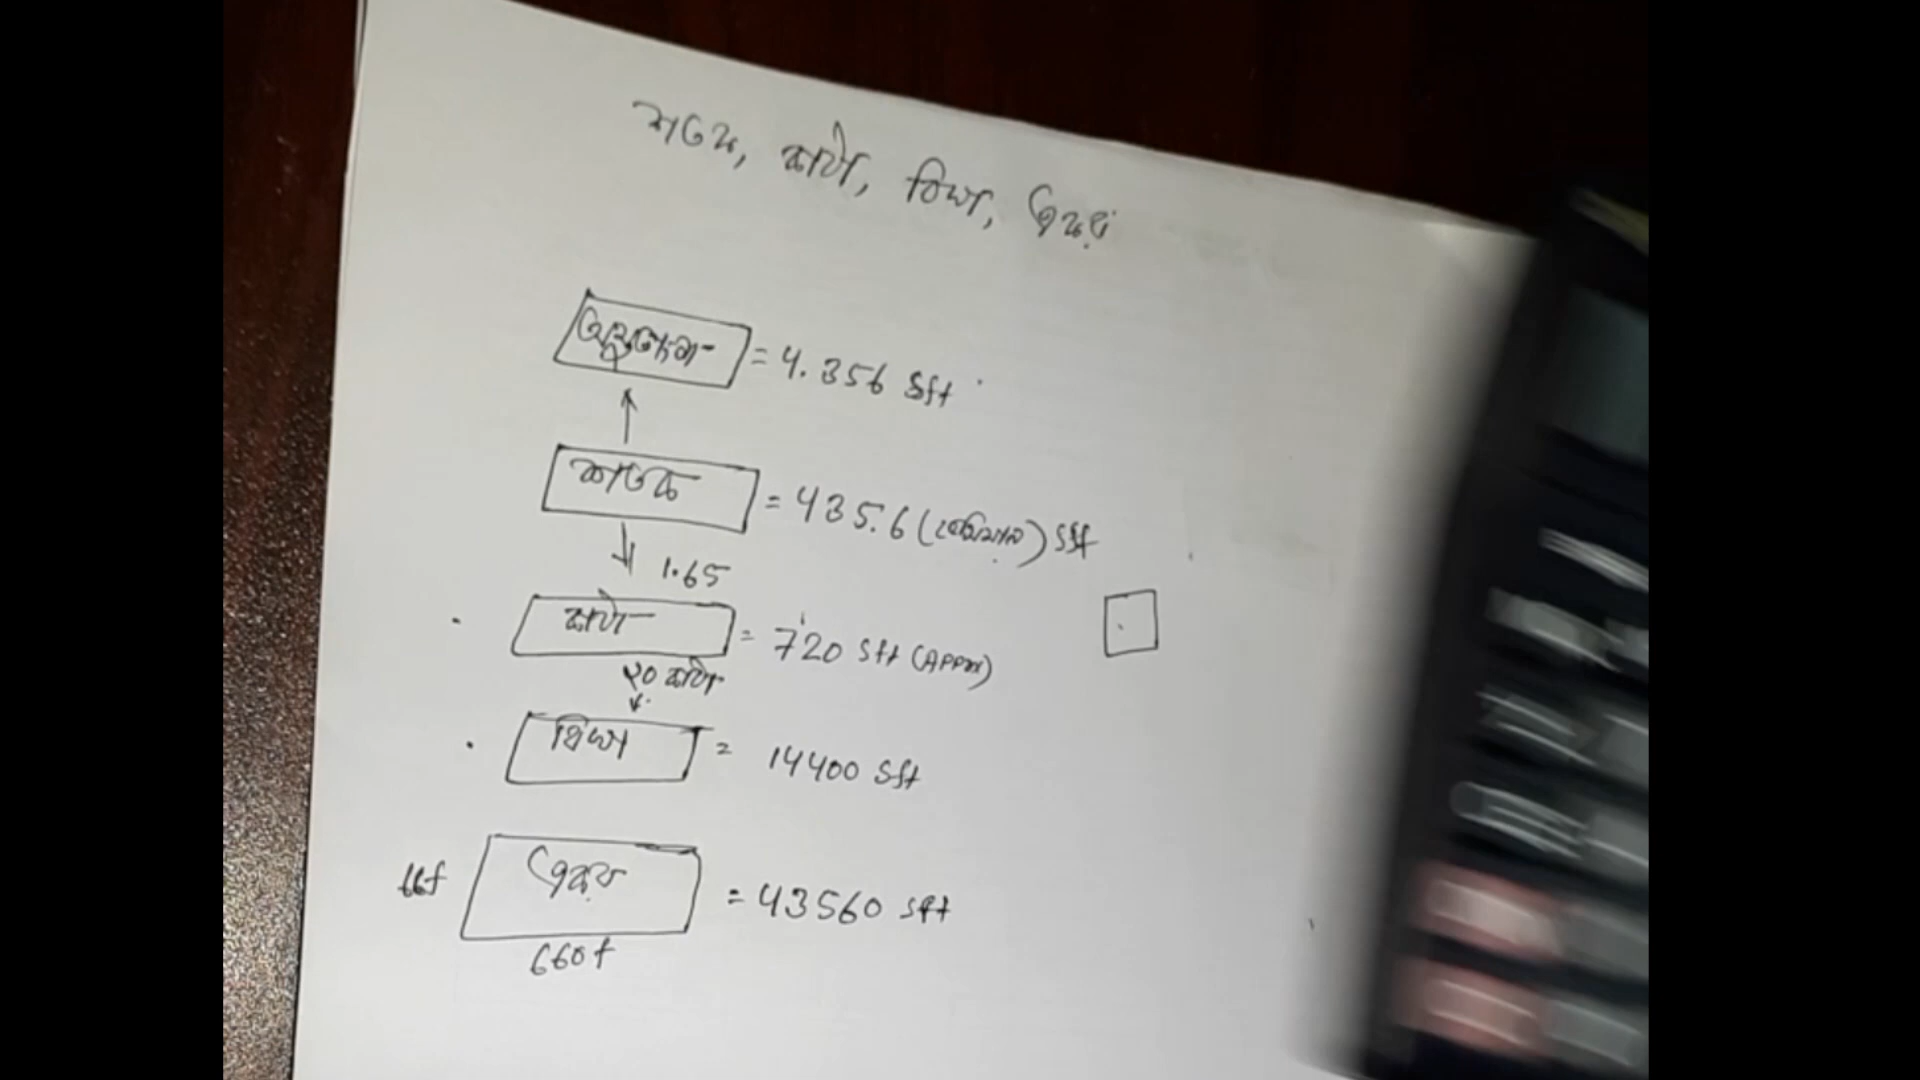 শতক, কাঠা, বিঘা, একর
= 4.356 Sft
শতক = 435.6 ( ) Sft
1.65
কাঠা = 720 Sft (Approx)
২০ কাঠা
বিঘা = 14400 Sft
66f একর = 43560 Sft
660f